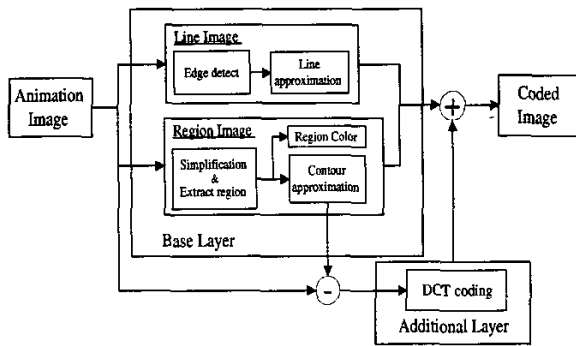 Line Image
Edge detect
Line
approximation
Animation
Image
+
Coded
Image
Region Image
Region Color
Simplification
&
Extract region
Contour
approximation
Base Layer
-
DCT coding
Additional Layer